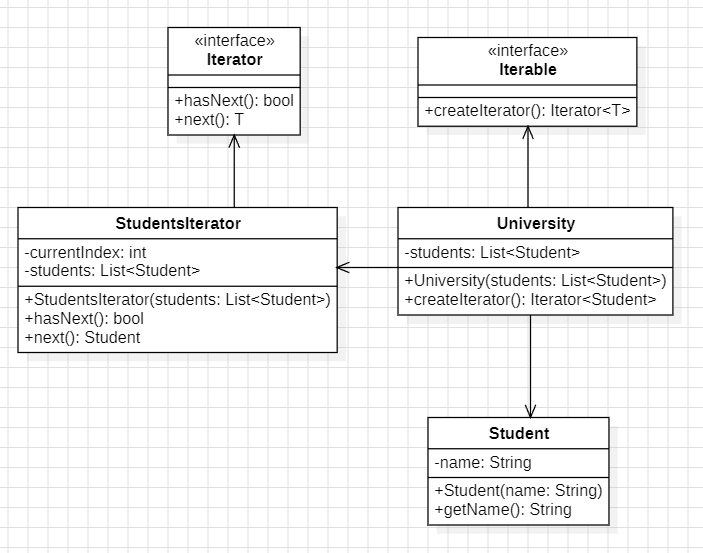 «interface»
Iterator
+hasNext(): bool
+next(): T
«interface»
Iterable
+createIterator(): Iterator<T>
StudentsIterator
-currentIndex: int
-students: List<Student>
+StudentsIterator(students: List<Student>)
+hasNext(): bool
+next(): Student
University
-students: List<Student>
+University(students: List<Student>)
+createIterator(): Iterator<Student>
Student
-name: String
+Student(name: String)
+getName(): String